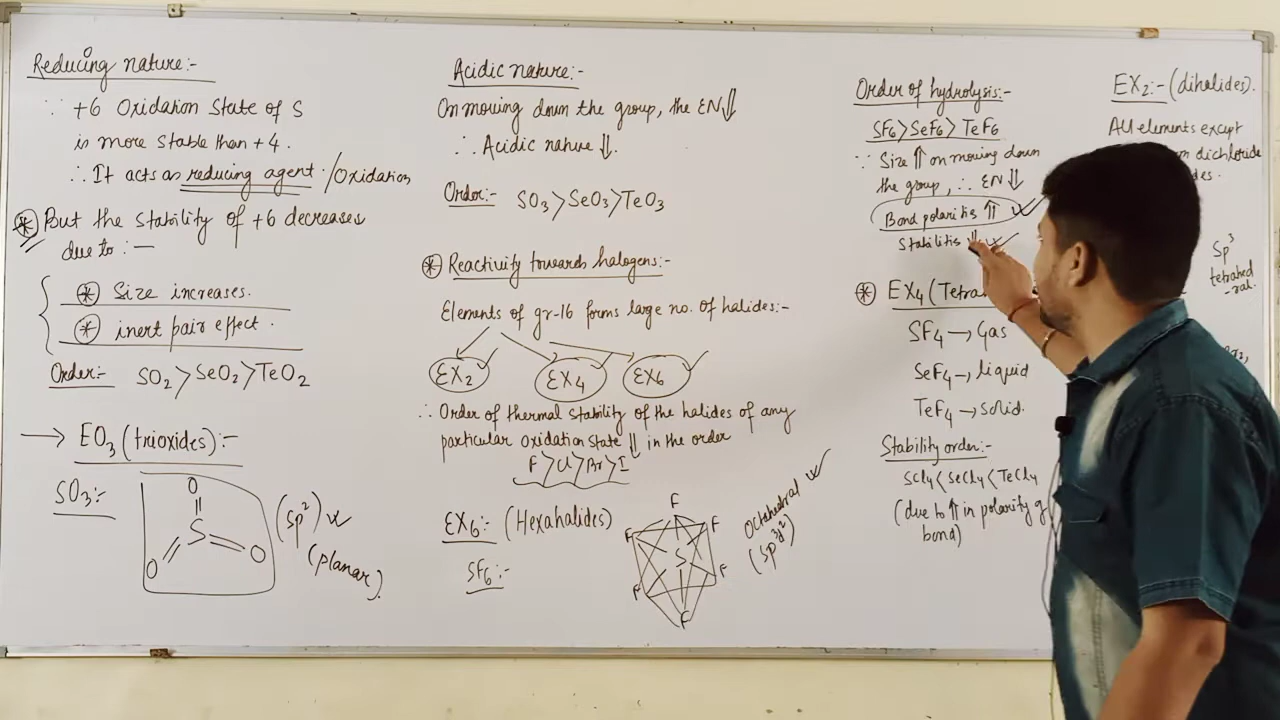 Reducing nature:-
∵ +6 Oxidation State of S
is more stable than +4.
∴ It acts as reducing agent./Oxidation
* But the stability of +6 decreases
due to :-
* Size increases.
* inert pair effect.
Order:- SO2 > SeO2 > TeO2
→ EO3 (trioxides):-
SO3:-
O
S
O O
(Sp²)
(planar).
Acidic nature:-
On moving down the group, the EN⇓
∴ Acidic nature ⇓.
Order:- SO3 > SeO3 > TeO3
* Reactivity towards halogens:-
Elements of gr-16 forms large no. of halides:-
EX2 EX4 EX6
∴ Order of thermal stability of the halides of any
particular oxidation state ⇓ in the order
F > Cl > Br > I
EX6:- (Hexahalides)
SF6:-
F
F F
S
F F
F
Octahedral
(sp³d²)
Order of hydrolysis:-
SF6 > SeF6 > TeF6
∵ Size ⇑ on moving down
the group, ∴ EN ⇓
Bond polarities ⇑
Stabilities ⇓
* EX4 (Tetra
SF4 → Gas
SeF4 → liquid
TeF4 → solid.
Stability order:-
SCl4 < SeCl4 < TeCl4
(due to ⇑ in polarity of
bond)
EX2:- (dihalides).
All elements except
dichloride
Sp³
tetrahed
-ral.